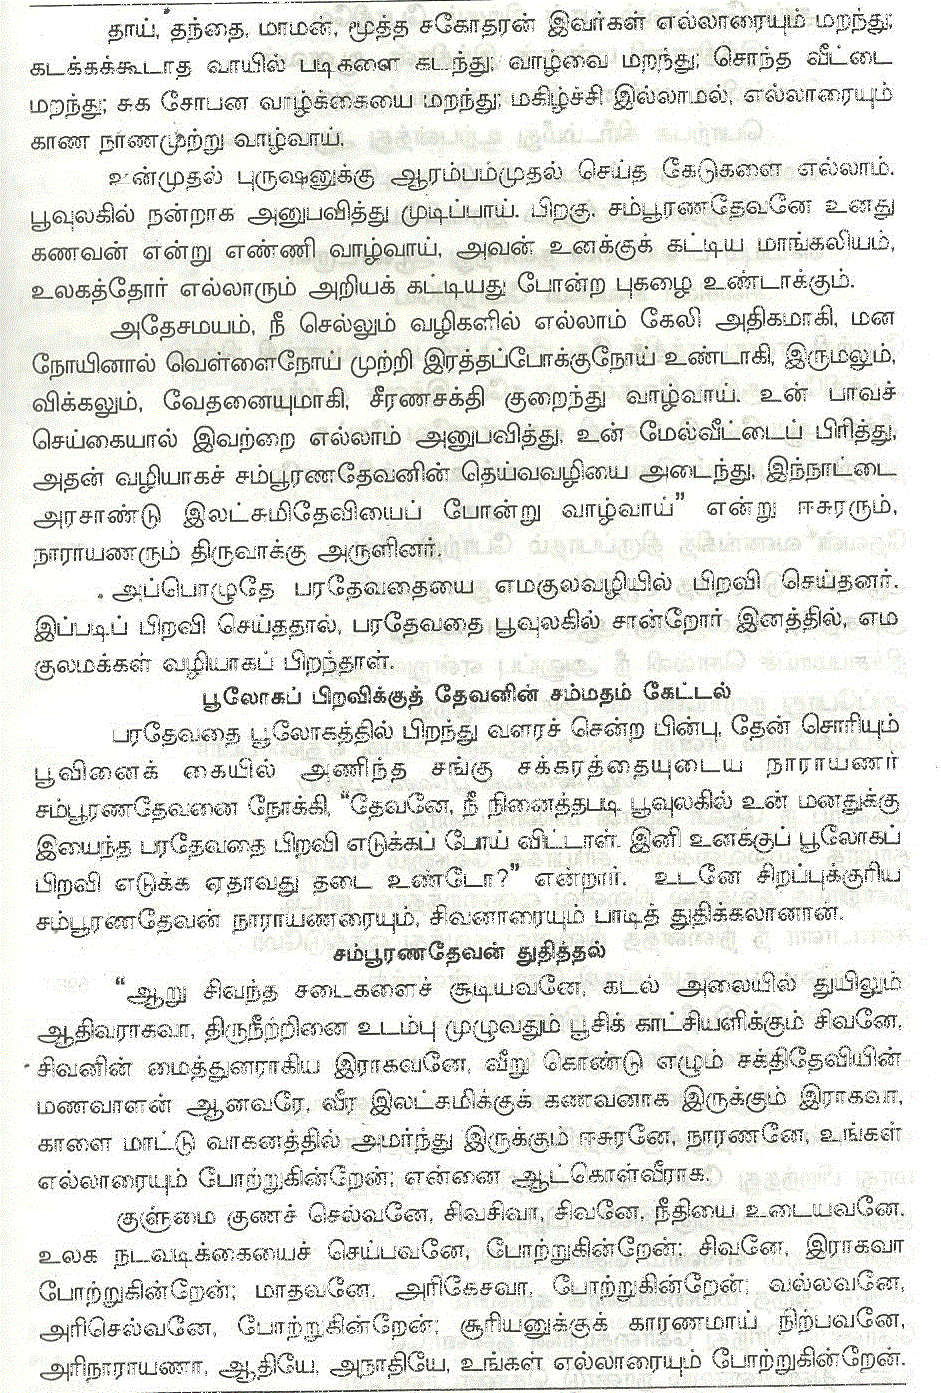 தாய், தந்தை, மாமன், மூத்த சகோதரன் இவர்கள் எல்லாரையும் மறந்து;
கடக்கக்கூடாத வாயில் படிகளை கடந்து; வாழ்வை மறந்து; சொந்த வீட்டை
மறந்து; சுக சோபன வாழ்க்கையை மறந்து; மகிழ்ச்சி இல்லாமல், எல்லாரையும்
காண நாணமுற்று வாழ்வாய்.
உன்முதல் புருஷனுக்கு ஆரம்பம்முதல் செய்த கேடுகளை எல்லாம்.
பூவுலகில் நன்றாக அனுபவித்து முடிப்பாய். பிறகு, சம்பூரணதேவனே உனது
கணவன் என்று எண்ணி வாழ்வாய், அவன் உனக்குக் கட்டிய மாங்கலியம்,
உலகத்தோர் எல்லாரும் அறியக் கட்டியது போன்ற புகழை உண்டாக்கும்.
அதேசமயம், நீ செல்லும் வழிகளில் எல்லாம் கேலி அதிகமாகி, மன
நோயினால் வெள்ளைநோய் முற்றி இரத்தப்போக்குநோய் உண்டாகி, இருமலும்,
விக்கலும், வேதனையுமாகி, சீரணசக்தி குறைந்து வாழ்வாய். உன் பாவச்
செய்கையால் இவற்றை எல்லாம் அனுபவித்து, உன் மேல்வீட்டைப் பிரித்து,
அதன் வழியாகச் சம்பூரணதேவனின் தெய்வவழியை அடைந்து, இந்நாட்டை
அரசாண்டு இலட்சுமிதேவியைப் போன்று வாழ்வாய்” என்று ஈசுரரும்,
நாராயணரும் திருவாக்கு அருளினர்.
அப்பொழுதே பரதேவதையை எமகுலவழியில் பிறவி செய்தனர்.
இப்படிப் பிறவி செய்ததால், பரதேவதை பூவுலகில் சான்றோர் இனத்தில், எம
குலமக்கள் வழியாகப் பிறந்தாள்.
பூலோகப் பிறவிக்குத் தேவனின் சம்மதம் கேட்டல்
பரதேவதை பூலோகத்தில் பிறந்து வளரச் சென்ற பின்பு, தேன் சொரியும்
பூவினைக் கையில் அணிந்த சங்கு சக்கரத்தையுடைய நாராயணர்
சம்பூரணதேவனை நோக்கி, “தேவனே, நீ நினைத்தபடி பூவுலகில் உன் மனதுக்கு
இயைந்த பரதேவதை பிறவி எடுக்கப் போய் விட்டாள். இனி உனக்குப் பூலோகப்
பிறவி எடுக்க ஏதாவது தடை உண்டோ?” என்றார். உடனே சிறப்புக்குரிய
சம்பூரணதேவன் நாராயணரையும், சிவனாரையும் பாடித் துதிக்கலானான்.
சம்பூரணதேவன் துதித்தல்
“ஆறு சிவந்த சடைகளைச் சூடியவனே, கடல் அலையில் துயிலும்
ஆதிவராகவா, திருநீற்றினை உடம்பு முழுவதும் பூசிக் காட்சியளிக்கும் சிவனே,
சிவனின் மைத்துனராகிய இராகவனே, வீறு கொண்டு எழும் சக்திதேவியின்
மணவாளன் ஆனவரே, வீர இலட்சுமிக்குக் கணவனாக இருக்கும் இராகவா,
காளை மாட்டு வாகனத்தில் அமர்ந்து இருக்கும் ஈசுரனே, நாரணனே, உங்கள்
எல்லாரையும் போற்றுகின்றேன்; என்னை ஆட்கொள்வீராக.
குளுமை குணச் செல்வனே, சிவசிவா, சிவனே, நீதியை உடையவனே,
உலக நடவடிக்கையைச் செய்பவனே, போற்றுகின்றேன்; சிவனே, இராகவா
போற்றுகின்றேன்; மாதவனே, அரிகேசவா, போற்றுகின்றேன்; வல்லவனே,
அரிசெல்வனே, போற்றுகின்றேன்; சூரியனுக்குக் காரணமாய் நிற்பவனே,
அரிநாராயணா, ஆதியே, அநாதியே, உங்கள் எல்லாரையும் போற்றுகின்றேன்.